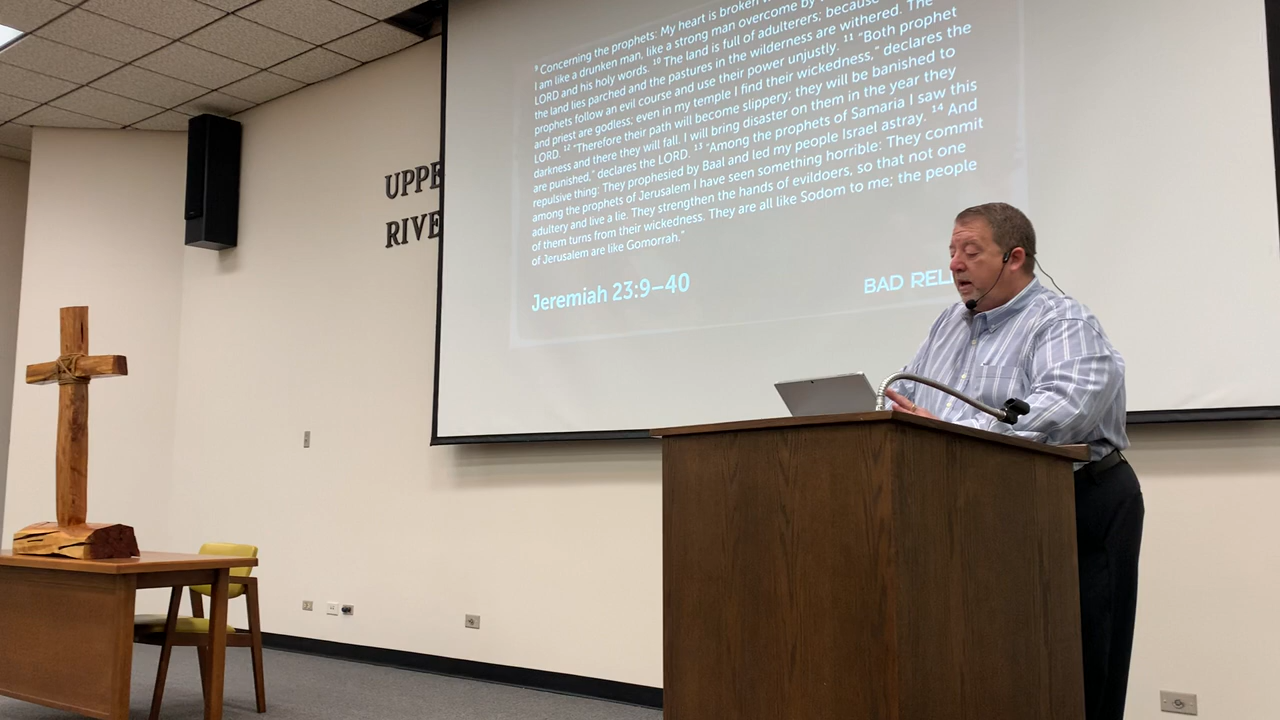 ⁹ Concerning the prophets: My heart is broken
I am like a drunken man, like a strong man overcome by
LORD and his holy words. ¹⁰ The land is full of adulterers; because
the land lies parched and the pastures in the wilderness are withered. The
prophets follow an evil course and use their power unjustly. ¹¹ “Both prophet
and priest are godless; even in my temple I find their wickedness,” declares the
LORD. ¹² “Therefore their path will become slippery; they will be banished to
darkness and there they will fall. I will bring disaster on them in the year they
are punished,” declares the LORD. ¹³ “Among the prophets of Samaria I saw this
repulsive thing: They prophesied by Baal and led my people Israel astray. ¹⁴ And
among the prophets of Jerusalem I have seen something horrible: They commit
adultery and live a lie. They strengthen the hands of evildoers, so that not one
of them turns from their wickedness. They are all like Sodom to me; the people
of Jerusalem are like Gomorrah.”
Jeremiah 23:9–40
BAD REL
UPPE
RIVE